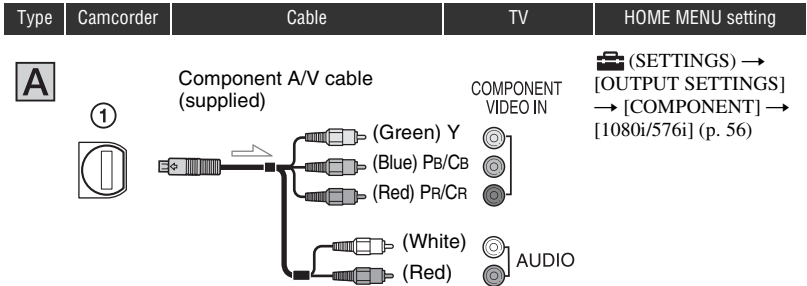 Type Camcorder Cable TV HOME MENU setting
A
①
Component A/V cable
(supplied)
(Green) Y
(Blue) PB/CB
(Red) PR/CR
(White)
(Red)
COMPONENT
VIDEO IN
AUDIO
(SETTINGS) →
[OUTPUT SETTINGS]
→ [COMPONENT] →
[1080i/576i] (p. 56)